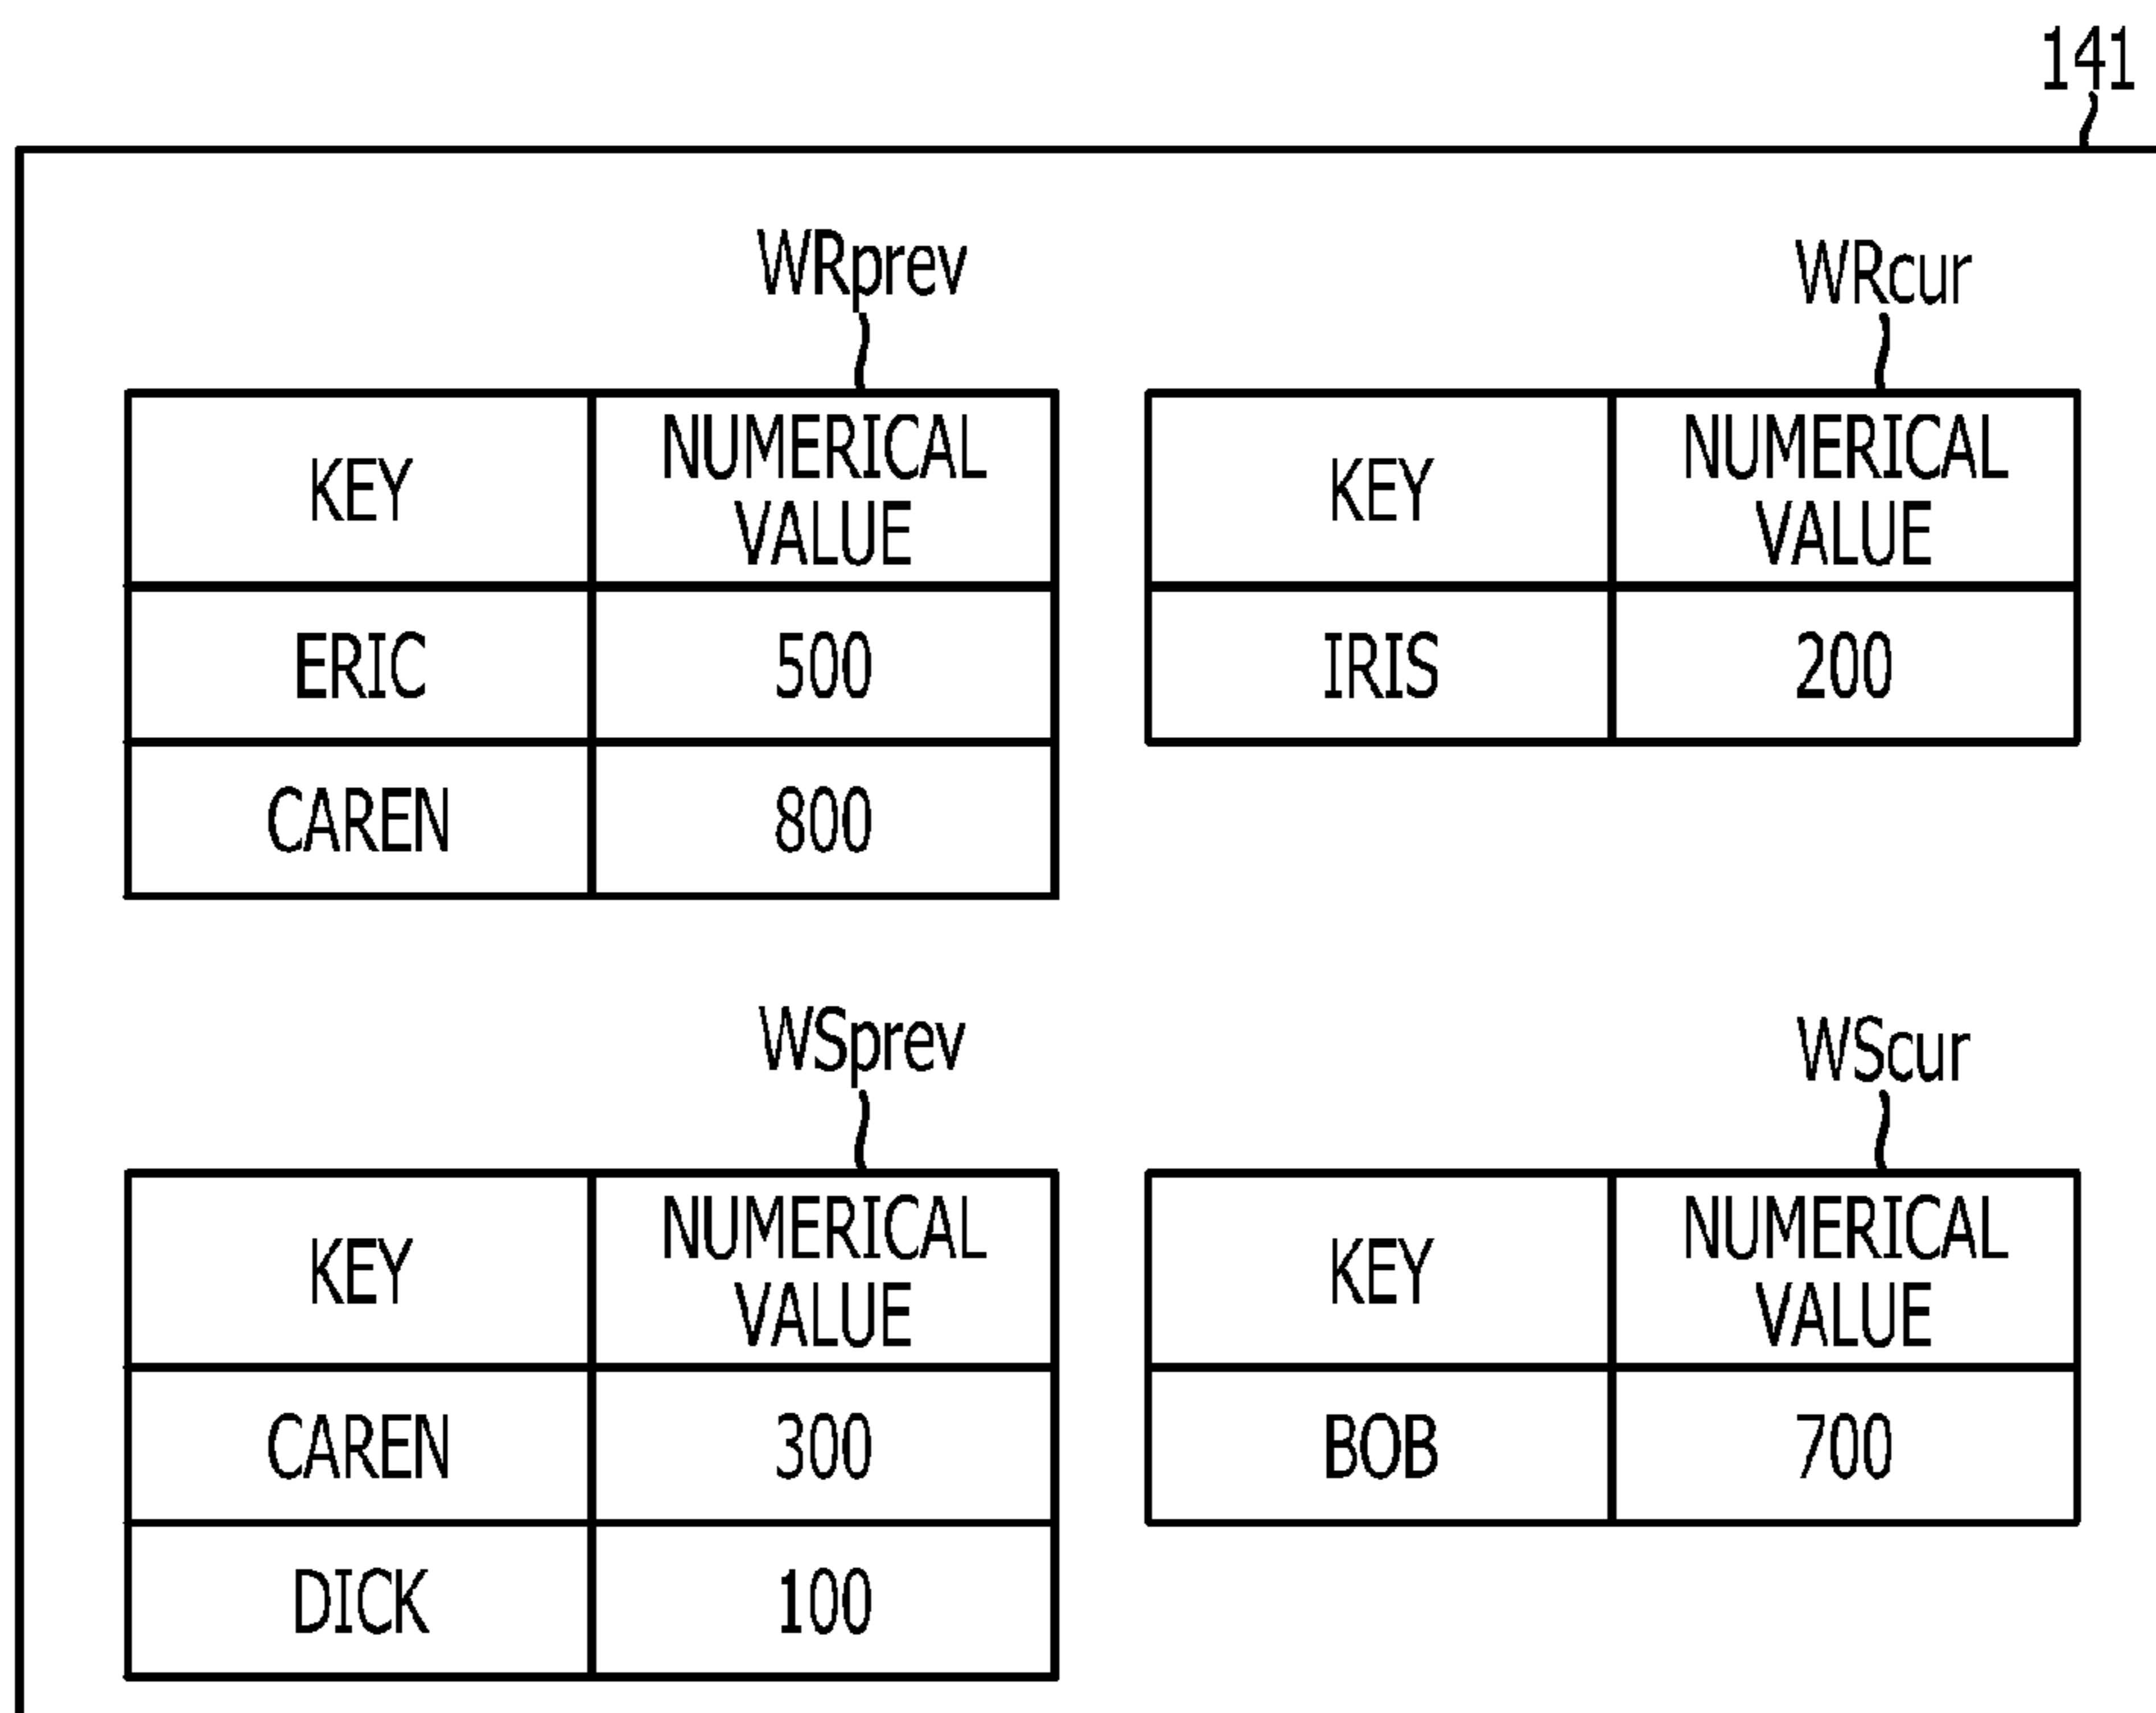 141
WRprev
KEY
NUMERICAL
VALUE
ERIC
500
CAREN
800
WRcur
KEY
NUMERICAL
VALUE
IRIS
200
WSprev
KEY
NUMERICAL
VALUE
CAREN
300
DICK
100
WScur
KEY
NUMERICAL
VALUE
BOB
700